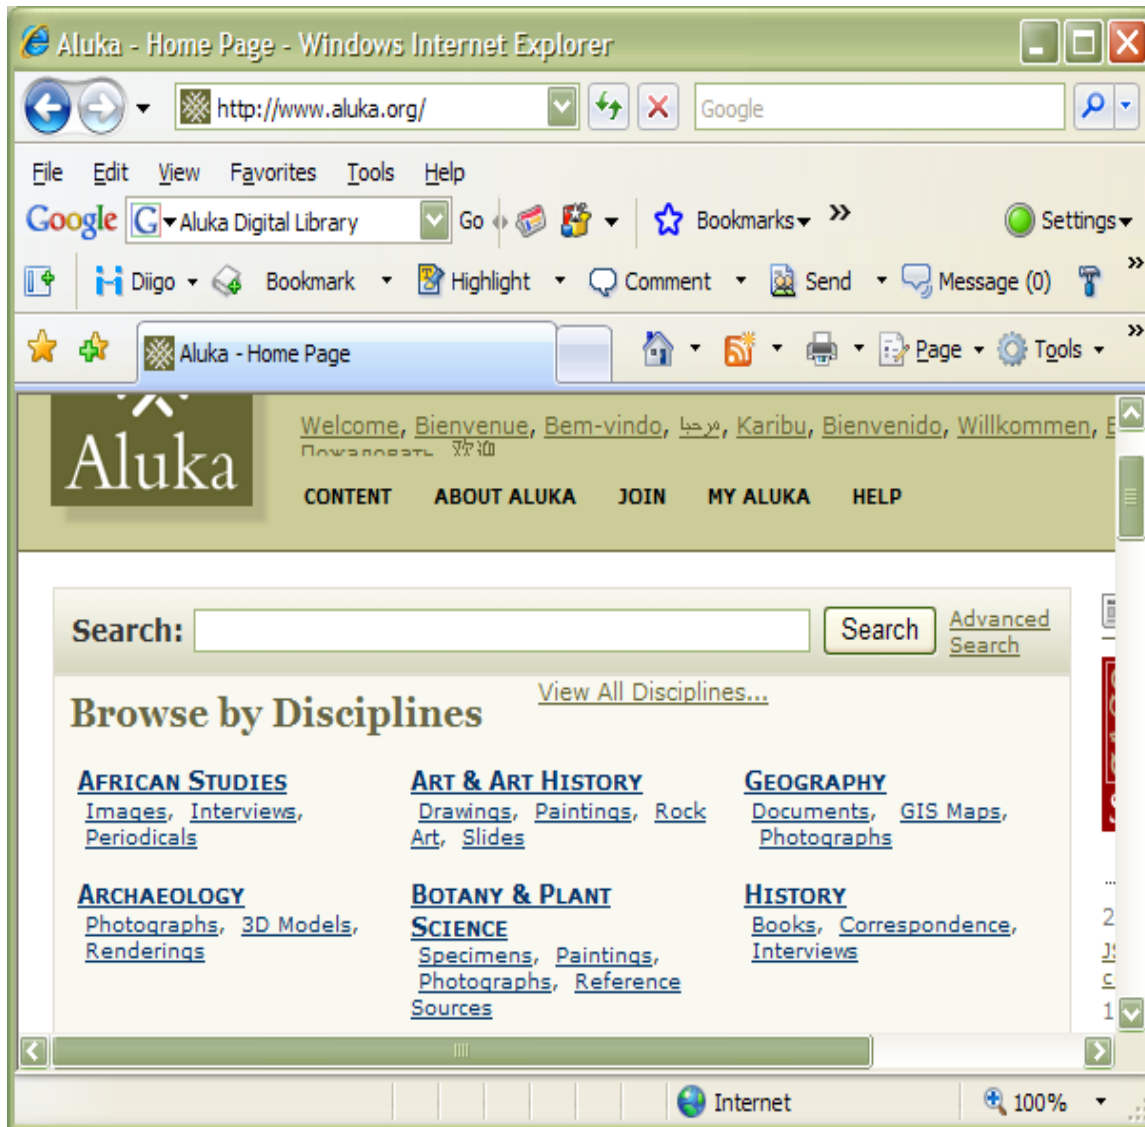 Aluka - Home Page - Windows Internet Explorer
http://www.aluka.org/ Google
File Edit View Favorites Tools Help
Google G Aluka Digital Library Go Bookmarks » Settings
Diigo Bookmark Highlight Comment Send Message (0) »
Aluka - Home Page Page Tools »
Aluka
Welcome, Bienvenue, Bem-vindo, مرحبا, Karibu, Bienvenido, Willkommen,
Пожаловать 欢迎
CONTENT ABOUT ALUKA JOIN MY ALUKA HELP
Search: Search Advanced Search
Browse by Disciplines View All Disciplines...
AFRICAN STUDIES ART & ART HISTORY GEOGRAPHY
Images, Interviews, Drawings, Paintings, Rock Documents, GIS Maps,
Periodicals Art, Slides Photographs
ARCHAEOLOGY BOTANY & PLANT HISTORY
Photographs, 3D Models, SCIENCE Books, Correspondence,
Renderings Specimens, Paintings, Interviews
Photographs, Reference
Sources
Internet 100%